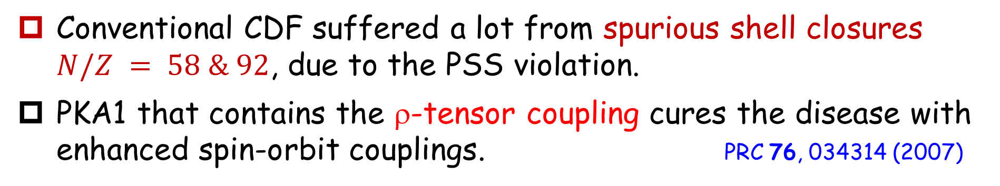 Conventional CDF suffered a lot from spurious shell closures
N/Z = 58 & 92, due to the PSS violation.
PKA1 that contains the ρ-tensor coupling cures the disease with
enhanced spin-orbit couplings. PRC 76, 034314 (2007)